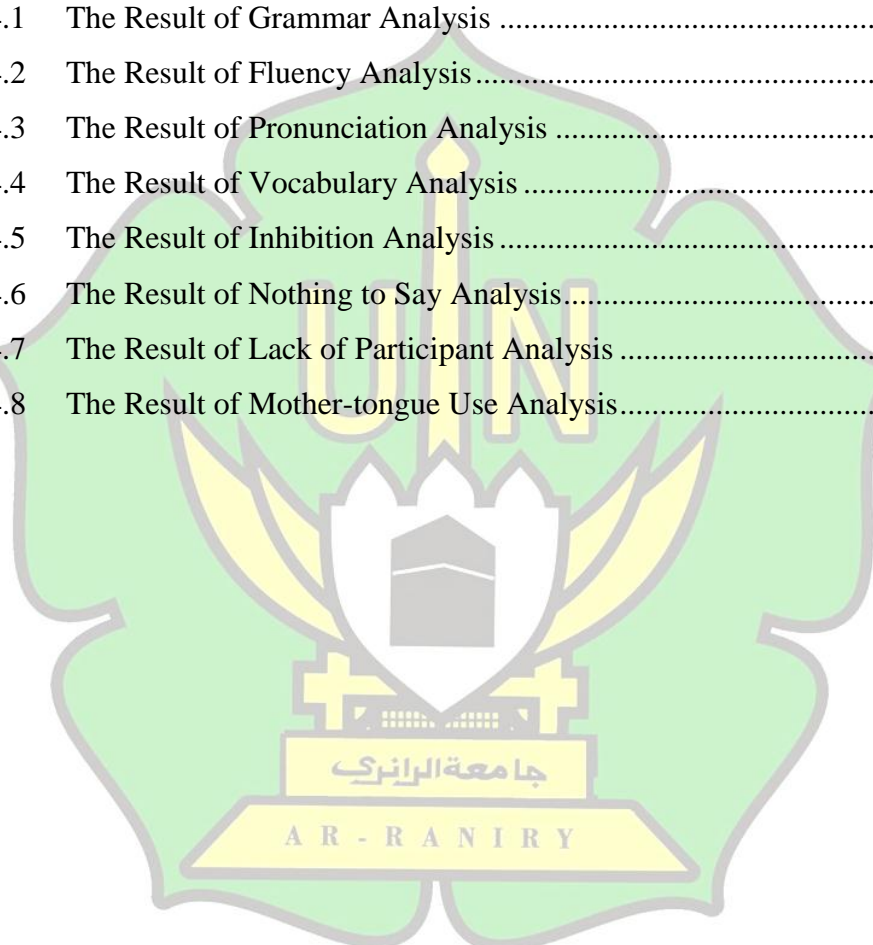 .1 The Result of Grammar Analysis ....................................................
.2 The Result of Fluency Analysis.......................................................
.3 The Result of Pronunciation Analysis ............................................
.4 The Result of Vocabulary Analysis ................................................
.5 The Result of Inhibition Analysis ...................................................
.6 The Result of Nothing to Say Analysis...........................................
.7 The Result of Lack of Participant Analysis ....................................
.8 The Result of Mother-tongue Use Analysis....................................
UIN
جامعةالرانري
AR-RANIRY